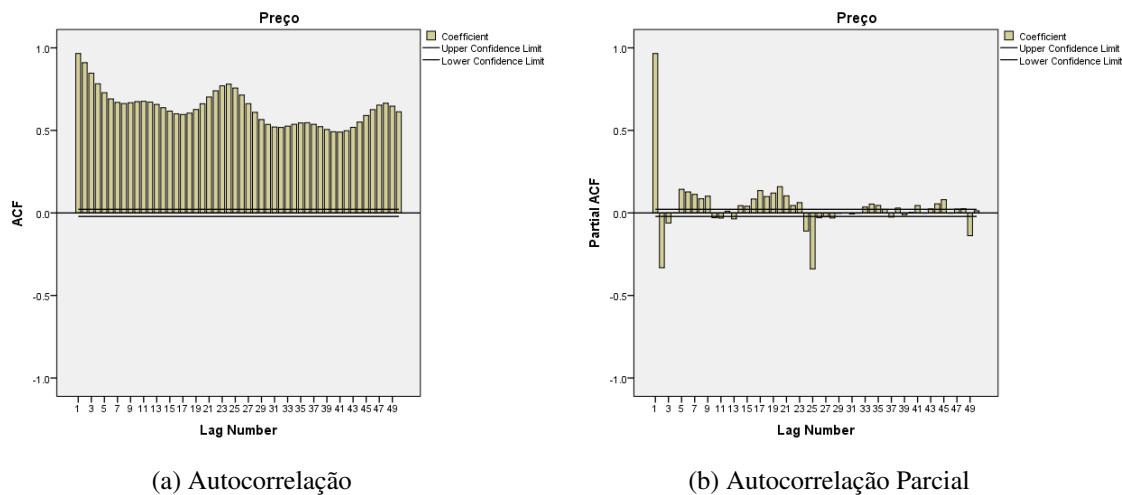 Preço
Coefficient
Upper Confidence Limit
Lower Confidence Limit
1.0
0.5
0.0
-0.5
-1.0
ACF
1 3 5 7 9 11 13 15 17 19 21 23 25 27 29 31 33 35 37 39 41 43 45 47 49
Lag Number
(a) Autocorrelação
Preço
Coefficient
Upper Confidence Limit
Lower Confidence Limit
1.0
0.5
0.0
-0.5
-1.0
Partial ACF
1 3 5 7 9 11 13 15 17 19 21 23 25 27 29 31 33 35 37 39 41 43 45 47 49
Lag Number
(b) Autocorrelação Parcial